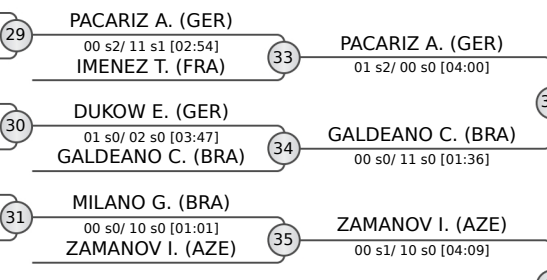 29
PACARIZ A. (GER)
00 s2/ 11 s1 [02:54]
IMENEZ T. (FRA)
33
PACARIZ A. (GER)
01 s2/ 00 s0 [04:00]
30
DUKOW E. (GER)
01 s0/ 02 s0 [03:47]
GALDEANO C. (BRA)
34
GALDEANO C. (BRA)
00 s0/ 11 s0 [01:36]
31
MILANO G. (BRA)
00 s0/ 10 s0 [01:01]
ZAMANOV I. (AZE)
35
ZAMANOV I. (AZE)
00 s1/ 10 s0 [04:09]